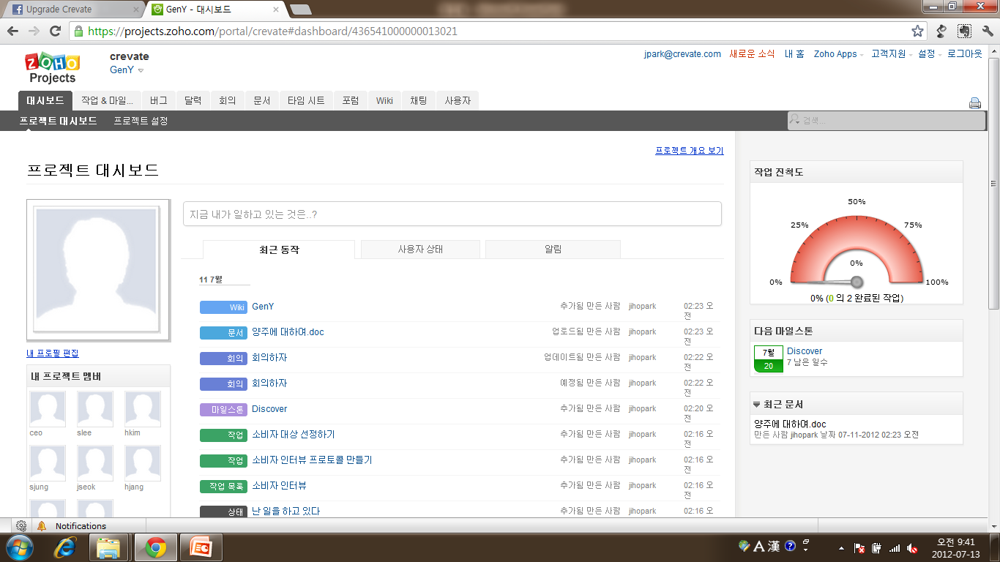 Upgrade Crevate
GenY - 대시보드
https://projects.zoho.com/portal/crevate#dashboard/436541000000013021
ZOHO Projects
crevate
GenY
jpark@crevate.com 새로운 소식 내 홈 Zoho Apps 고객지원 설정 로그아웃
대시보드 작업 & 마일... 버그 달력 회의 문서 타임 시트 포럼 Wiki 채팅 사용자
프로젝트 대시보드 프로젝트 설정
검색...
프로젝트 개요 보기
프로젝트 대시보드
지금 내가 일하고 있는 것은..?
최근 동작 사용자 상태 알림
11 7월
Wiki GenY 추가됨 만든 사람 jihopark 02:23 오전
문서 양주에 대하여.doc 업로드됨 만든 사람 jihopark 02:23 오전
회의 회의하자 업데이트됨 만든 사람 jihopark 02:22 오전
회의 회의하자 예정됨 만든 사람 jihopark 02:22 오전
마일스톤 Discover 추가됨 만든 사람 jihopark 02:20 오전
작업 소비자 대상 선정하기 추가됨 만든 사람 jihopark 02:16 오전
작업 소비자 인터뷰 프로토콜 만들기 추가됨 만든 사람 jihopark 02:16 오전
작업 목록 소비자 인터뷰 추가됨 만든 사람 jihopark 02:16 오전
상태 난 일을 하고 있다 추가됨 만든 사람 jihopark 02:16 오
내 프로필 편집
내 프로젝트 멤버
ceo slee hkim
sjung jseok hjang
작업 진척도
50%
25% 75%
0%
0% 100%
0% (0 의 2 완료된 작업)
다음 마일스톤
7월 Discover
20 7 남은 일수
최근 문서
양주에 대하여.doc
만든 사람 jihopark 날짜 07-11-2012 02:23 오전
Notifications
A 漢
오전 9:41
2012-07-13